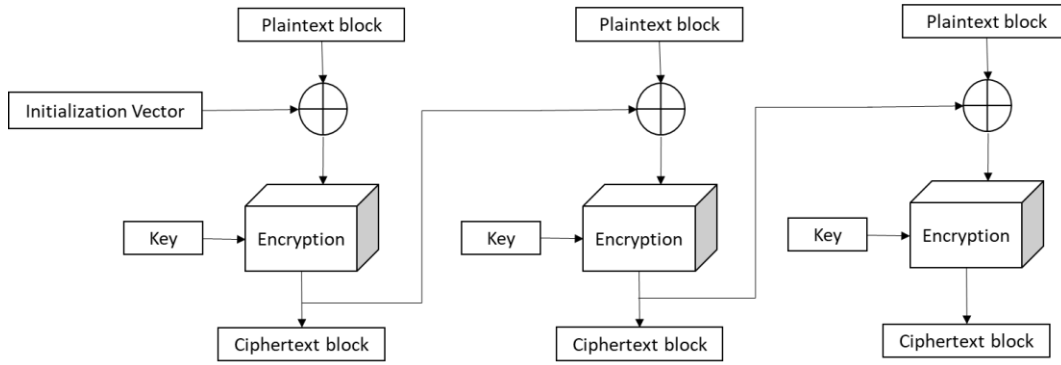 Plaintext block
Plaintext block
Plaintext block
Initialization Vector
Key
Encryption
Key
Encryption
Key
Encryption
Ciphertext block
Ciphertext block
Ciphertext block